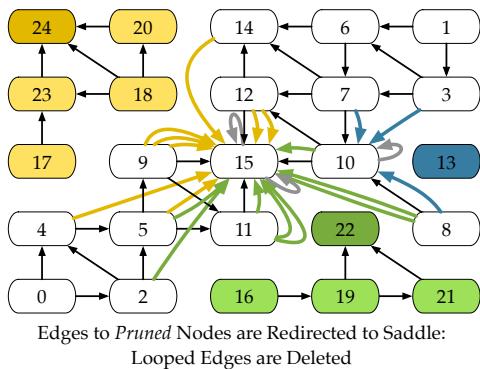 24 20 14 6 1
23 18 12 7 3
17 9 15 10 13
4 5 11 22 8
0 2 16 19 21
Edges to Pruned Nodes are Redirected to Saddle:
Looped Edges are Deleted